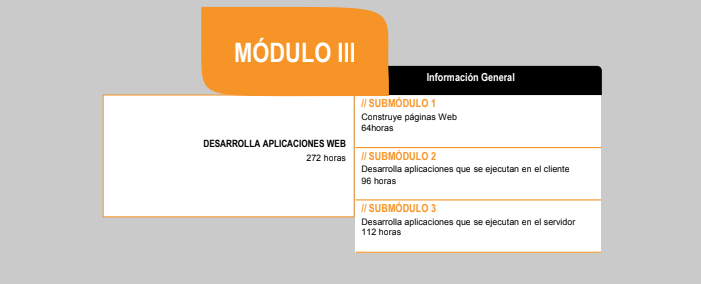 MÓDULO III
Información General
DESARROLLA APLICACIONES WEB
272 horas
// SUBMÓDULO 1
Construye páginas Web
64horas
// SUBMÓDULO 2
Desarrolla aplicaciones que se ejecutan en el cliente
96 horas
// SUBMÓDULO 3
Desarrolla aplicaciones que se ejecutan en el servidor
112 horas